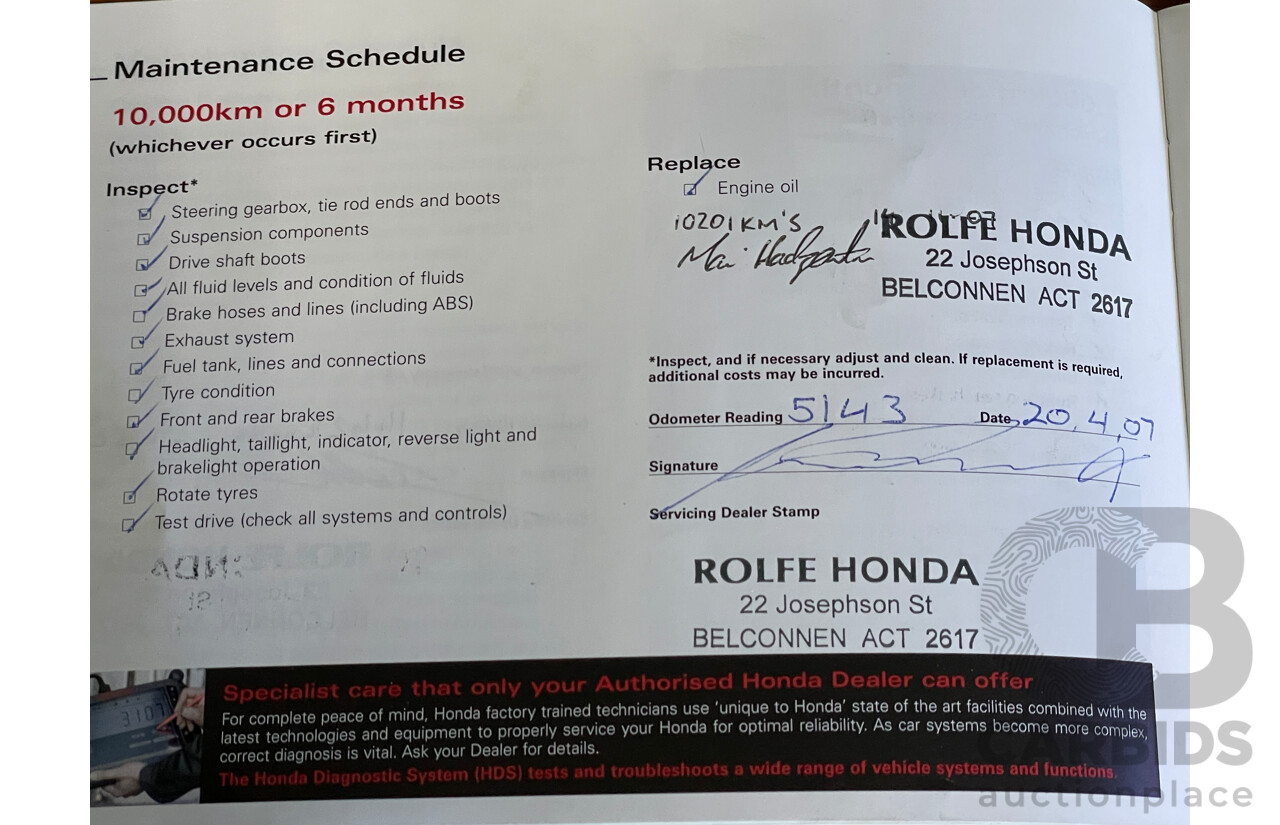 Maintenance Schedule
10,000km or 6 months
(whichever occurs first)
Inspect*
Steering gearbox, tie rod ends and boots
Suspension components
Drive shaft boots
All fluid levels and condition of fluids
Brake hoses and lines (including ABS)
Exhaust system
Fuel tank, lines and connections
Tyre condition
Front and rear brakes
Headlight, taillight, indicator, reverse light and
brakelight operation
Rotate tyres
Test drive (check all systems and controls)
Replace
Engine oil
10201KM'S
ROLFE HONDA
22 Josephson St
BELCONNEN ACT 2617
*Inspect, and if necessary adjust and clean. If replacement is required,
additional costs may be incurred.
Odometer Reading 5143 Date 20.4.07
Signature
Servicing Dealer Stamp
ROLFE HONDA
22 Josephson St
BELCONNEN ACT 2617
3107
Specialist care that only your Authorised Honda Dealer can offer
For complete peace of mind, Honda factory trained technicians use 'unique to Honda' state of the art facilities combined with the
latest technologies and equipment to properly service your Honda for optimal reliability. As car systems become more complex,
correct diagnosis is vital. Ask your Dealer for details.
The Honda Diagnostic System (HDS) tests and troubleshoots a wide range of vehicle systems and functions.
CARBIDS
auctionplace